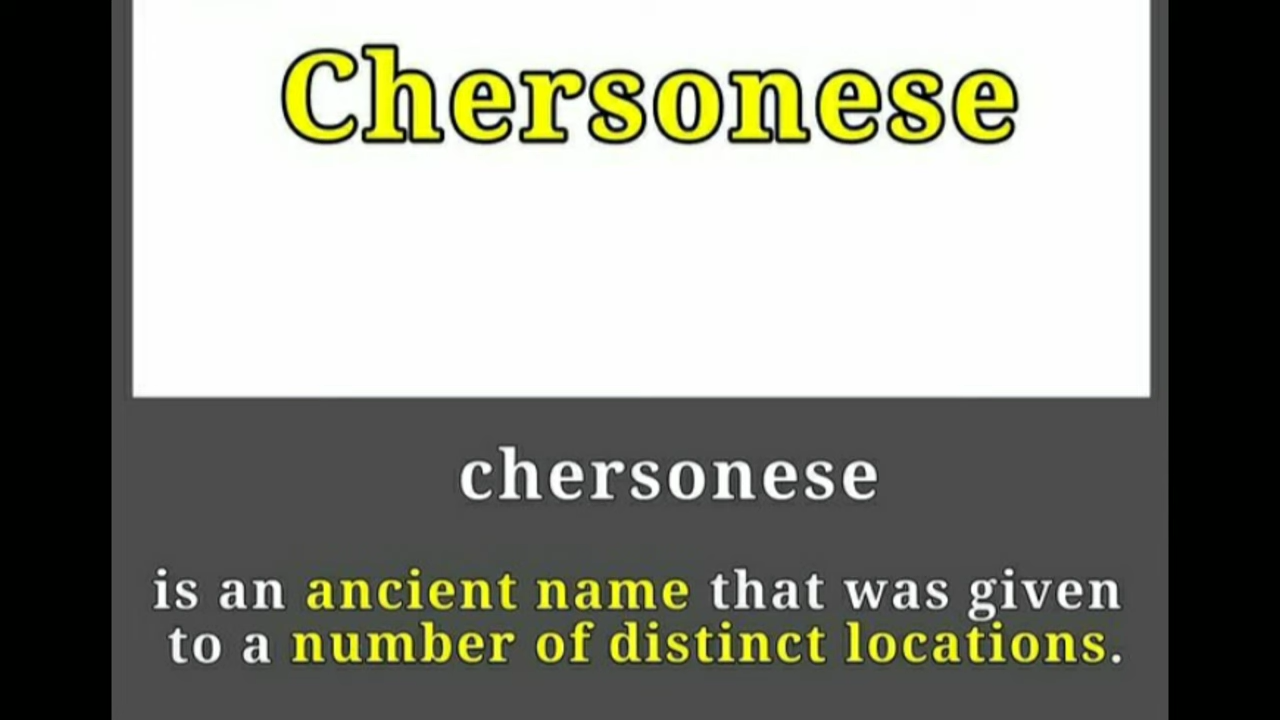 Chersonese
chersonese
is an ancient name that was given
to a number of distinct locations.